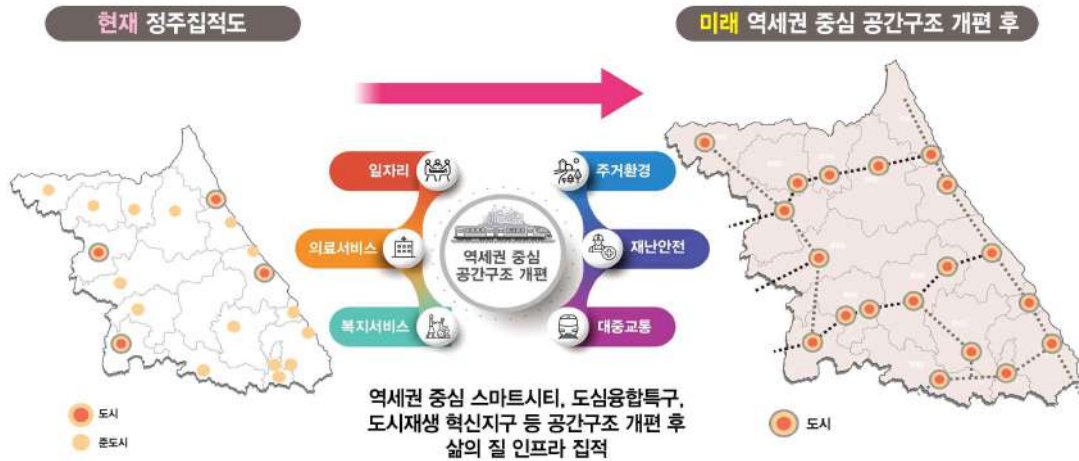 현재 정주집적도
미래 역세권 중심 공간구조 개편 후
일자리
주거환경
의료서비스
역세권 중심
공간구조 개편
재난안전
복지서비스
대중교통
역세권 중심 스마트시티, 도심융합특구,
도시재생 혁신지구 등 공간구조 개편 후
삶의 질 인프라 집적
도시
준도시
도시